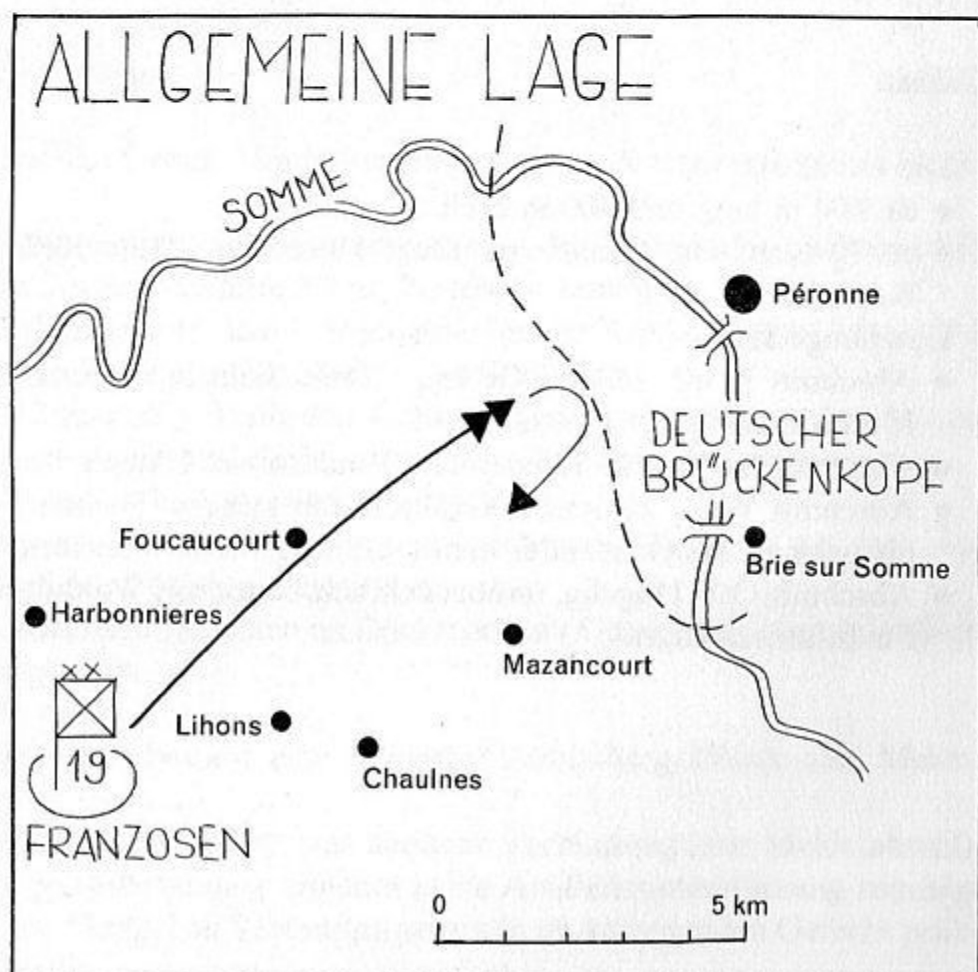 ALLGEMEINE LAGE
SOMME
Péronne
DEUTSCHER
BRÜCKENKOPF
Foucaucourt
Brie sur Somme
Harbonnieres
Mazancourt
XX
Lihons
19
Chaulnes
FRANZOSEN
0 5 km